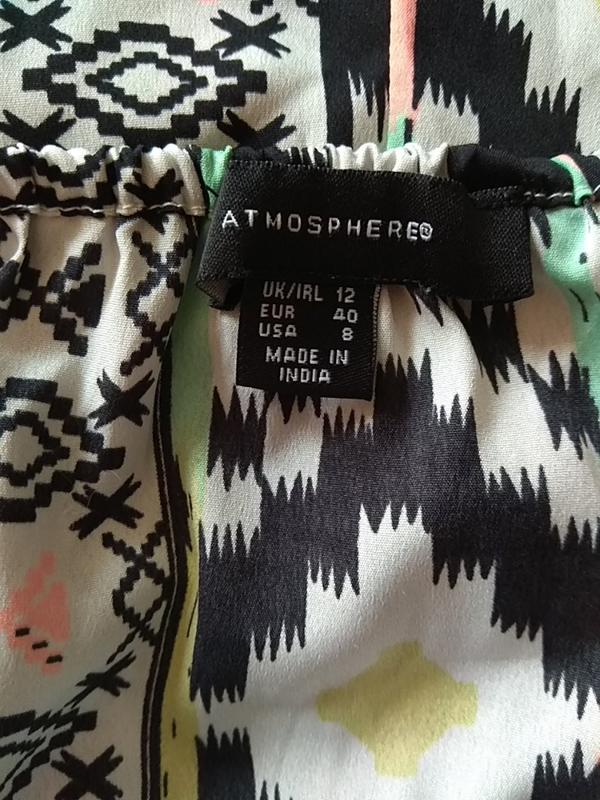 ATMOSPHERE®
UK/IRL 12
EUR 40
USA 8
MADE IN
INDIA